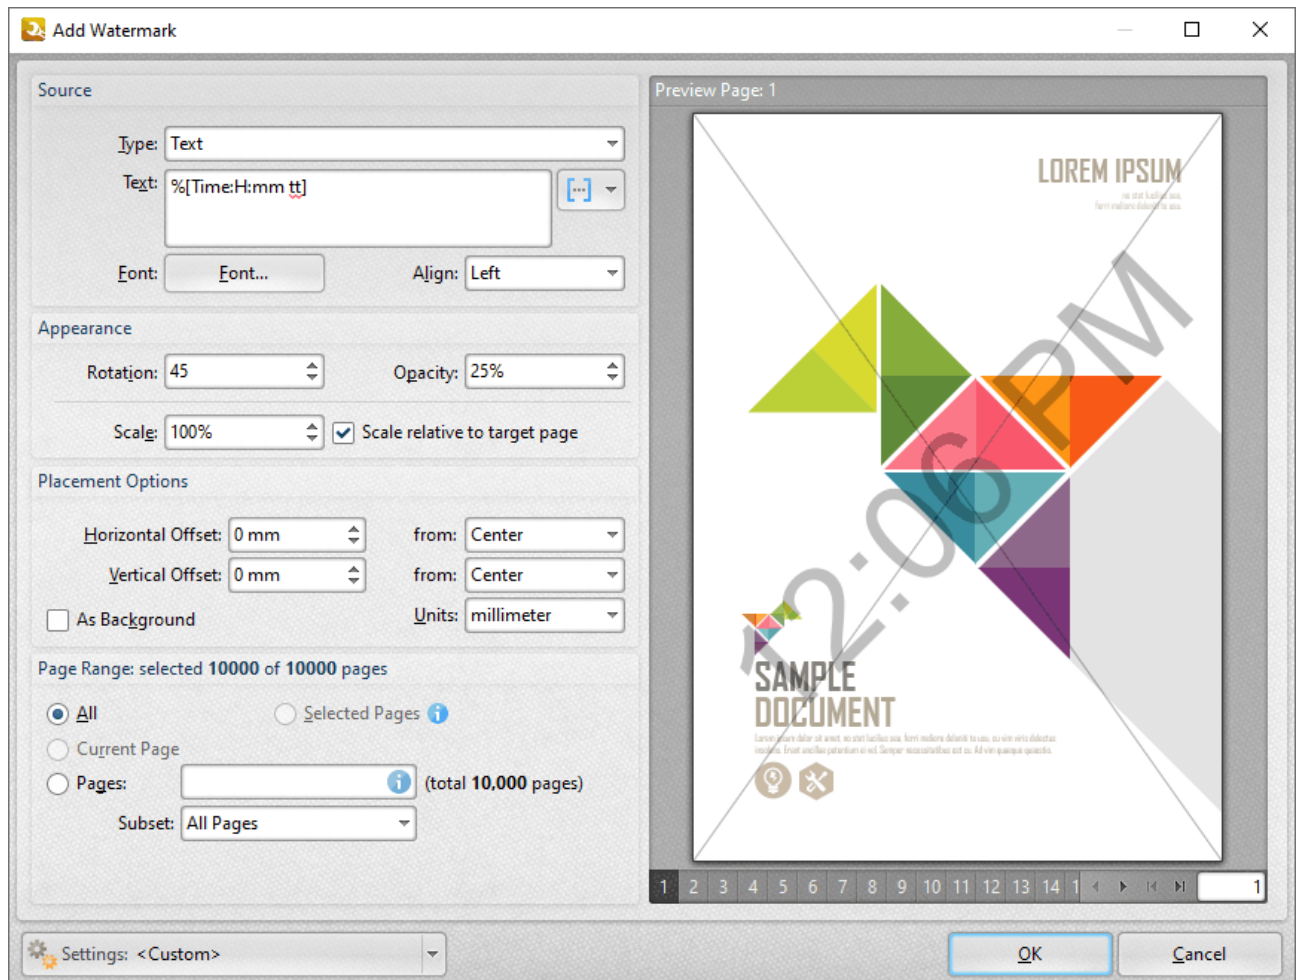 Add Watermark
Source
Type: Text
Text: %[Time:H:mm tt]
Font: Font... Align: Left
Appearance
Rotation: 45 Opacity: 25%
Scale: 100% Scale relative to target page
Placement Options
Horizontal Offset: 0 mm from: Center
Vertical Offset: 0 mm from: Center
As Background Units: millimeter
Page Range: selected 10000 of 10000 pages
All Selected Pages
Current Page
Pages: (total 10,000 pages)
Subset: All Pages
Settings: <Custom>
Preview Page: 1
LOREM IPSUM
12:06 PM
SAMPLE
DOCUMENT
1 2 3 4 5 6 7 8 9 10 11 12 13 14 1 1
OK Cancel